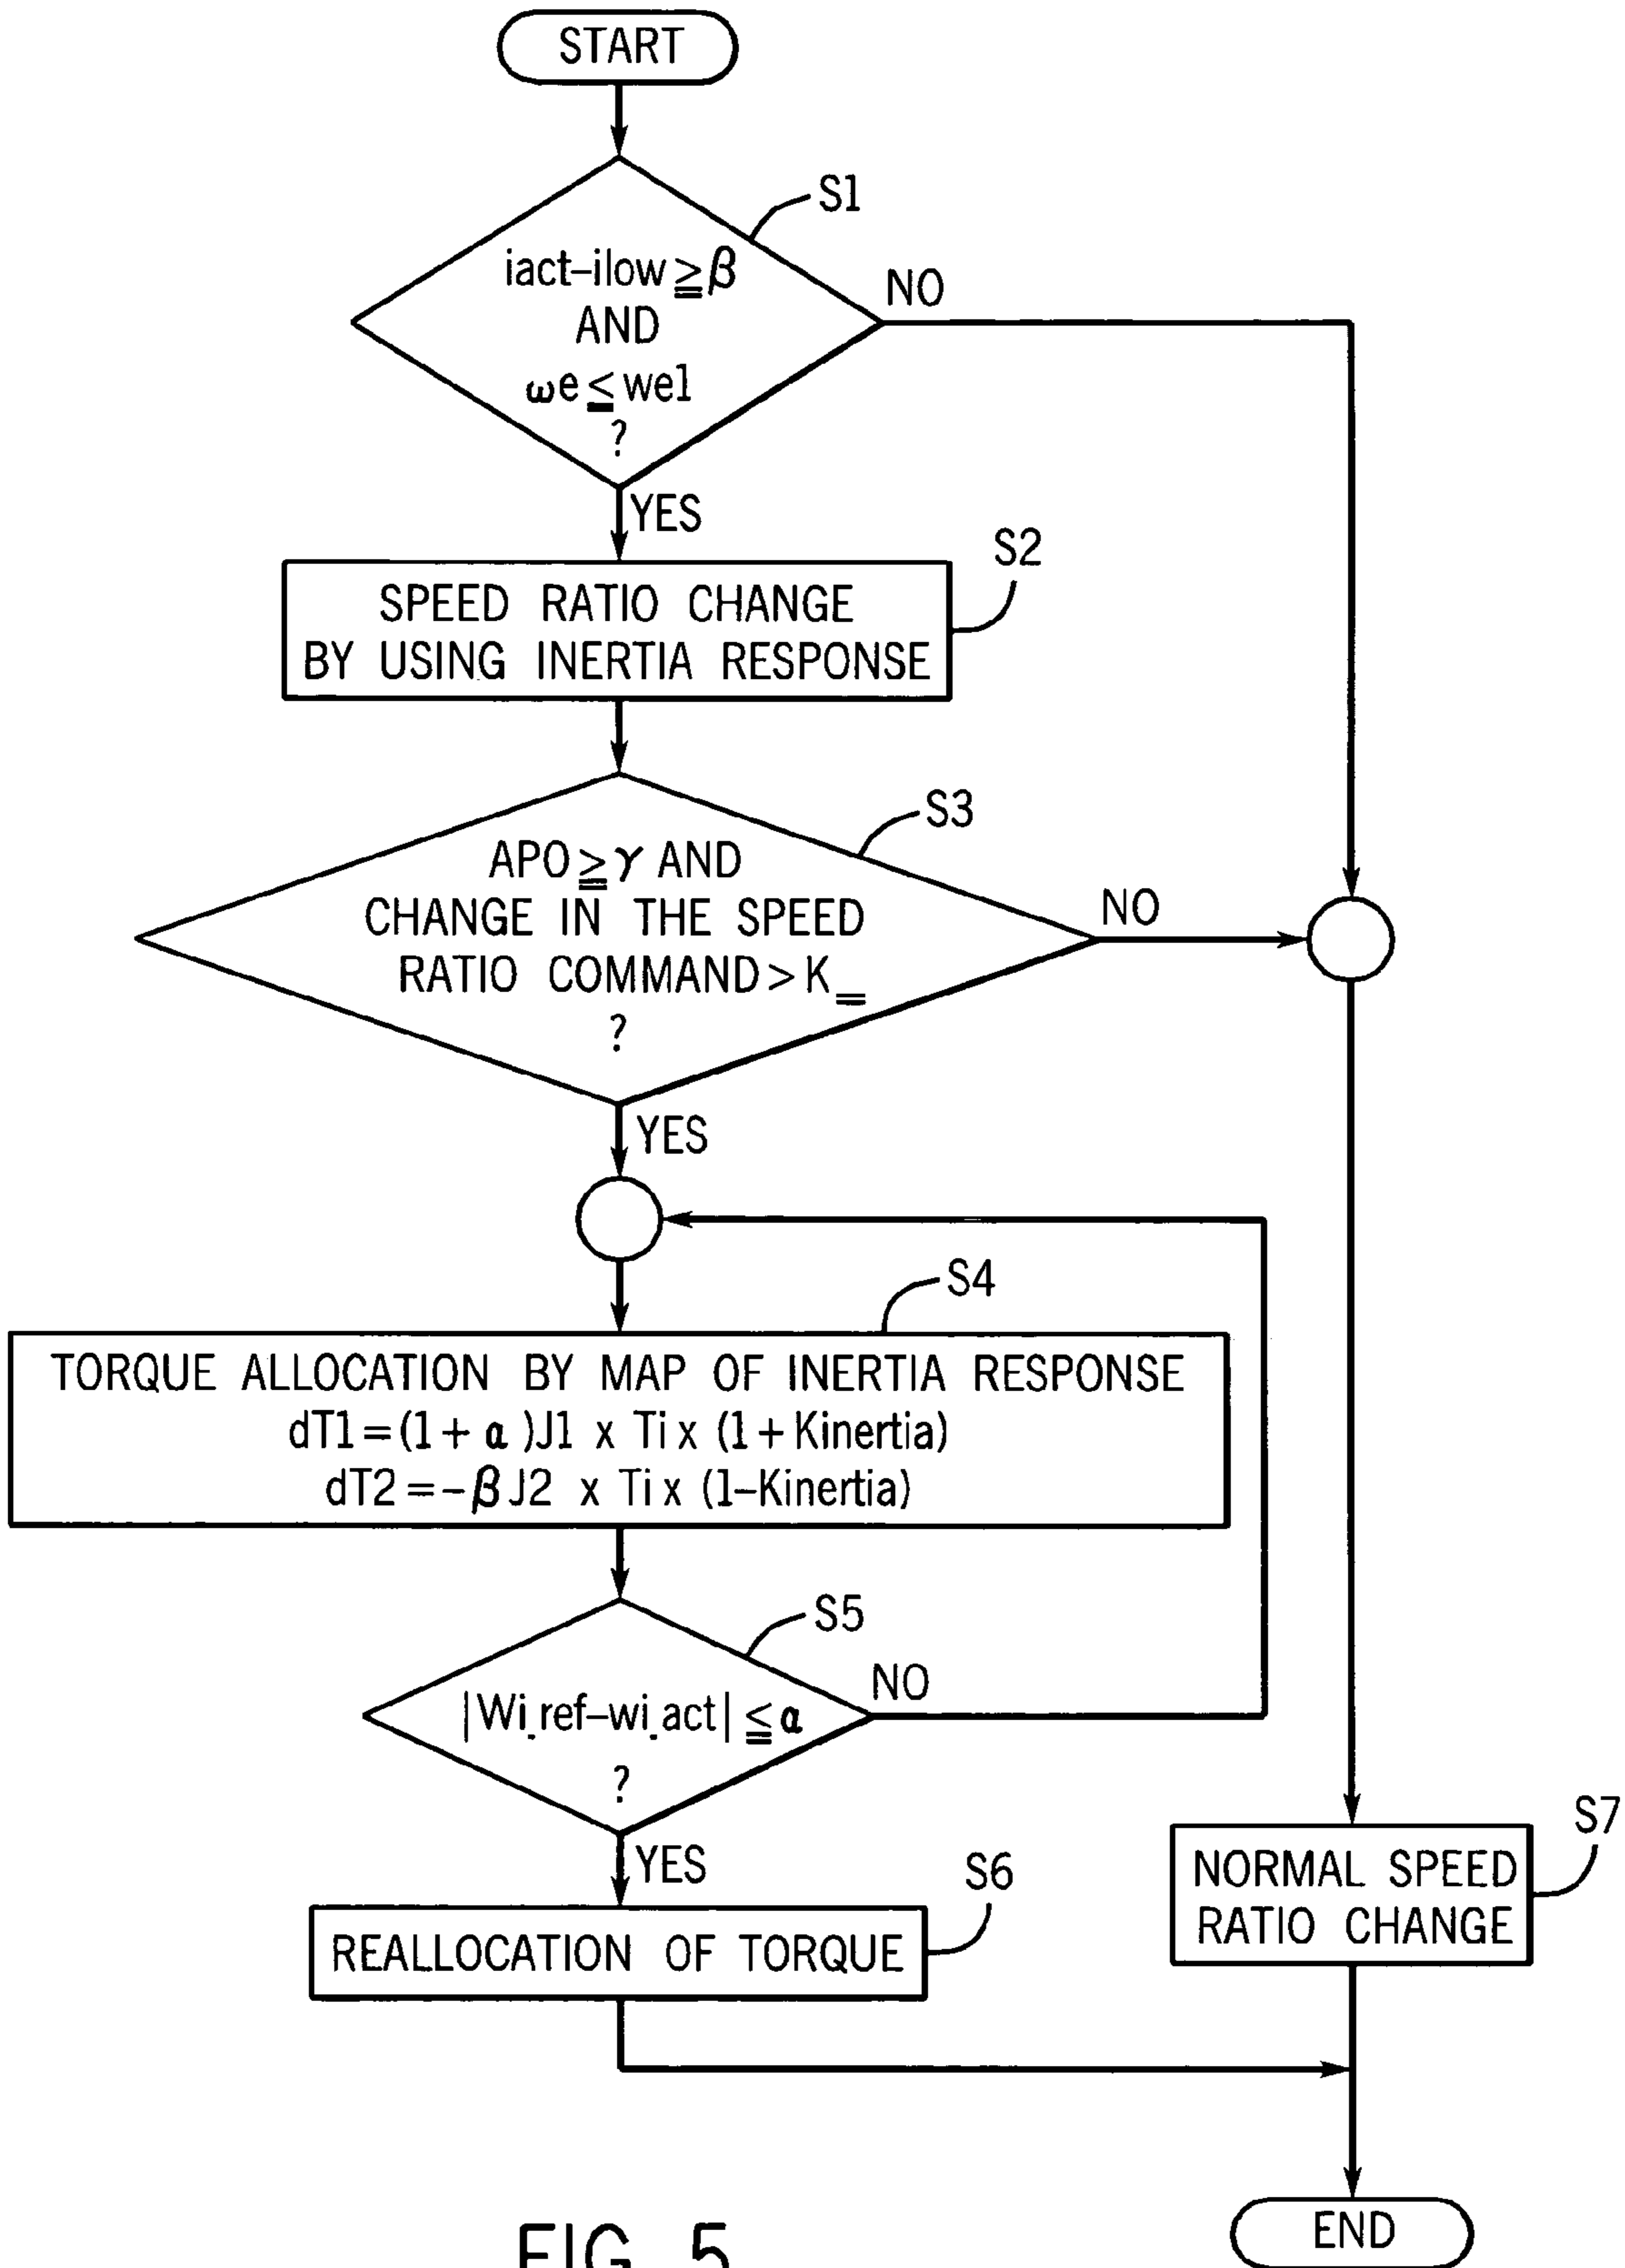 START
S1
iact-ilow≧β
AND
ωe≦we1
?
NO
YES
S2
SPEED RATIO CHANGE
BY USING INERTIA RESPONSE
S3
APO≧γ AND
CHANGE IN THE SPEED
RATIO COMMAND>K=
?
NO
YES
S4
TORQUE ALLOCATION BY MAP OF INERTIA RESPONSE
dT1=(1+α)J1 x Ti x (1+Kinertia)
dT2=-βJ2 x Ti x (1-Kinertia)
S5
|Wi.ref-wi.act|≦α
?
NO
YES
S6
REALLOCATION OF TORQUE
S7
NORMAL SPEED
RATIO CHANGE
END
FIG. 5